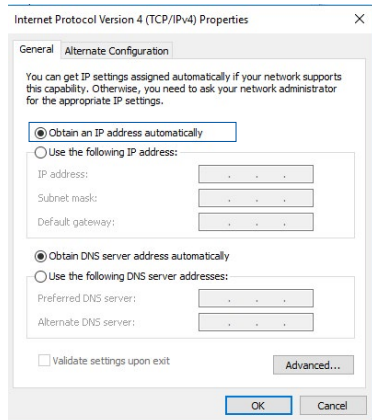 Internet Protocol Version 4 (TCP/IPv4) Properties
General Alternate Configuration
You can get IP settings assigned automatically if your network supports
this capability. Otherwise, you need to ask your network administrator
for the appropriate IP settings.
Obtain an IP address automatically
Use the following IP address:
IP address:
Subnet mask:
Default gateway:
Obtain DNS server address automatically
Use the following DNS server addresses:
Preferred DNS server:
Alternate DNS server:
Validate settings upon exit
Advanced...
OK Cancel